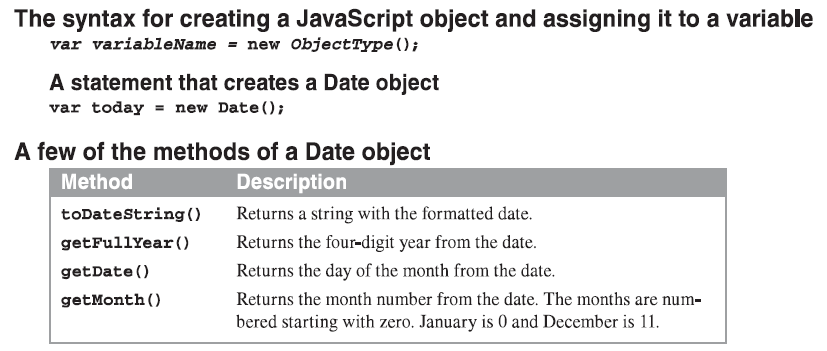 The syntax for creating a JavaScript object and assigning it to a variable
var variableName = new ObjectType();
A statement that creates a Date object
var today = new Date();
A few of the methods of a Date object
Method Description
toDateString() Returns a string with the formatted date.
getFullYear() Returns the four-digit year from the date.
getDate() Returns the day of the month from the date.
getMonth() Returns the month number from the date. The months are num-
bered starting with zero. January is 0 and December is 11.